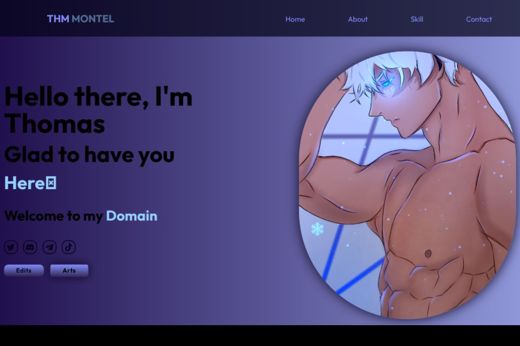 THM MONTEL
Home About Skill Contact
Hello there, I'm
Thomas
Glad to have you
Here
Welcome to my Domain
Edits Arts